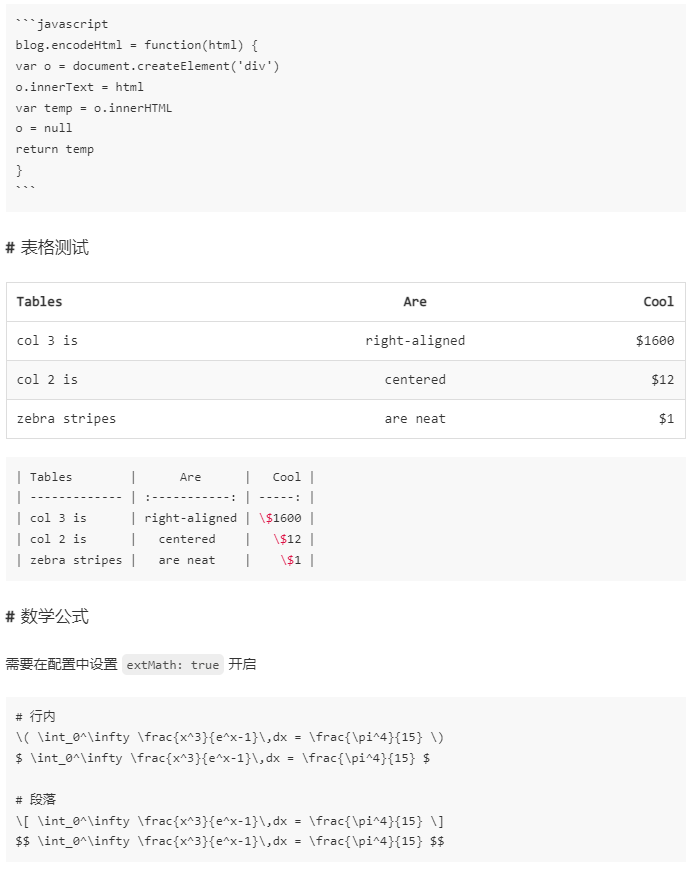 ```javascript
blog.encodeHtml = function(html) {
var o = document.createElement('div')
o.innerText = html
var temp = o.innerHTML
o = null
return temp
}
```
# 表格测试
Tables Are Cool
col 3 is right-aligned $1600
col 2 is centered $12
zebra stripes are neat $1
| Tables        |      Are      |   Cool |
| ------------- | :-----------: | -----: |
| col 3 is      | right-aligned | \$1600 |
| col 2 is      |   centered    |   \$12 |
| zebra stripes |   are neat    |    \$1 |
# 数学公式
需要在配置中设置 extMath: true 开启
# 行内
\( \int_0^\infty \frac{x^3}{e^x-1}\,dx = \frac{\pi^4}{15} \)
$ \int_0^\infty \frac{x^3}{e^x-1}\,dx = \frac{\pi^4}{15} $
# 段落
\[ \int_0^\infty \frac{x^3}{e^x-1}\,dx = \frac{\pi^4}{15} \]
$$ \int_0^\infty \frac{x^3}{e^x-1}\,dx = \frac{\pi^4}{15} $$